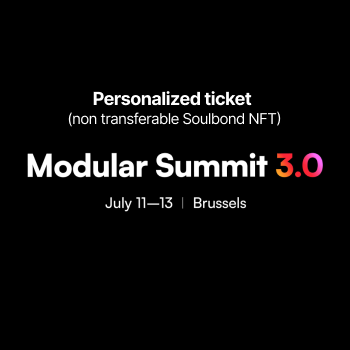 Personalized ticket
(non transferable Soulbond NFT)
Modular Summit 3.0
July 11—13 | Brussels